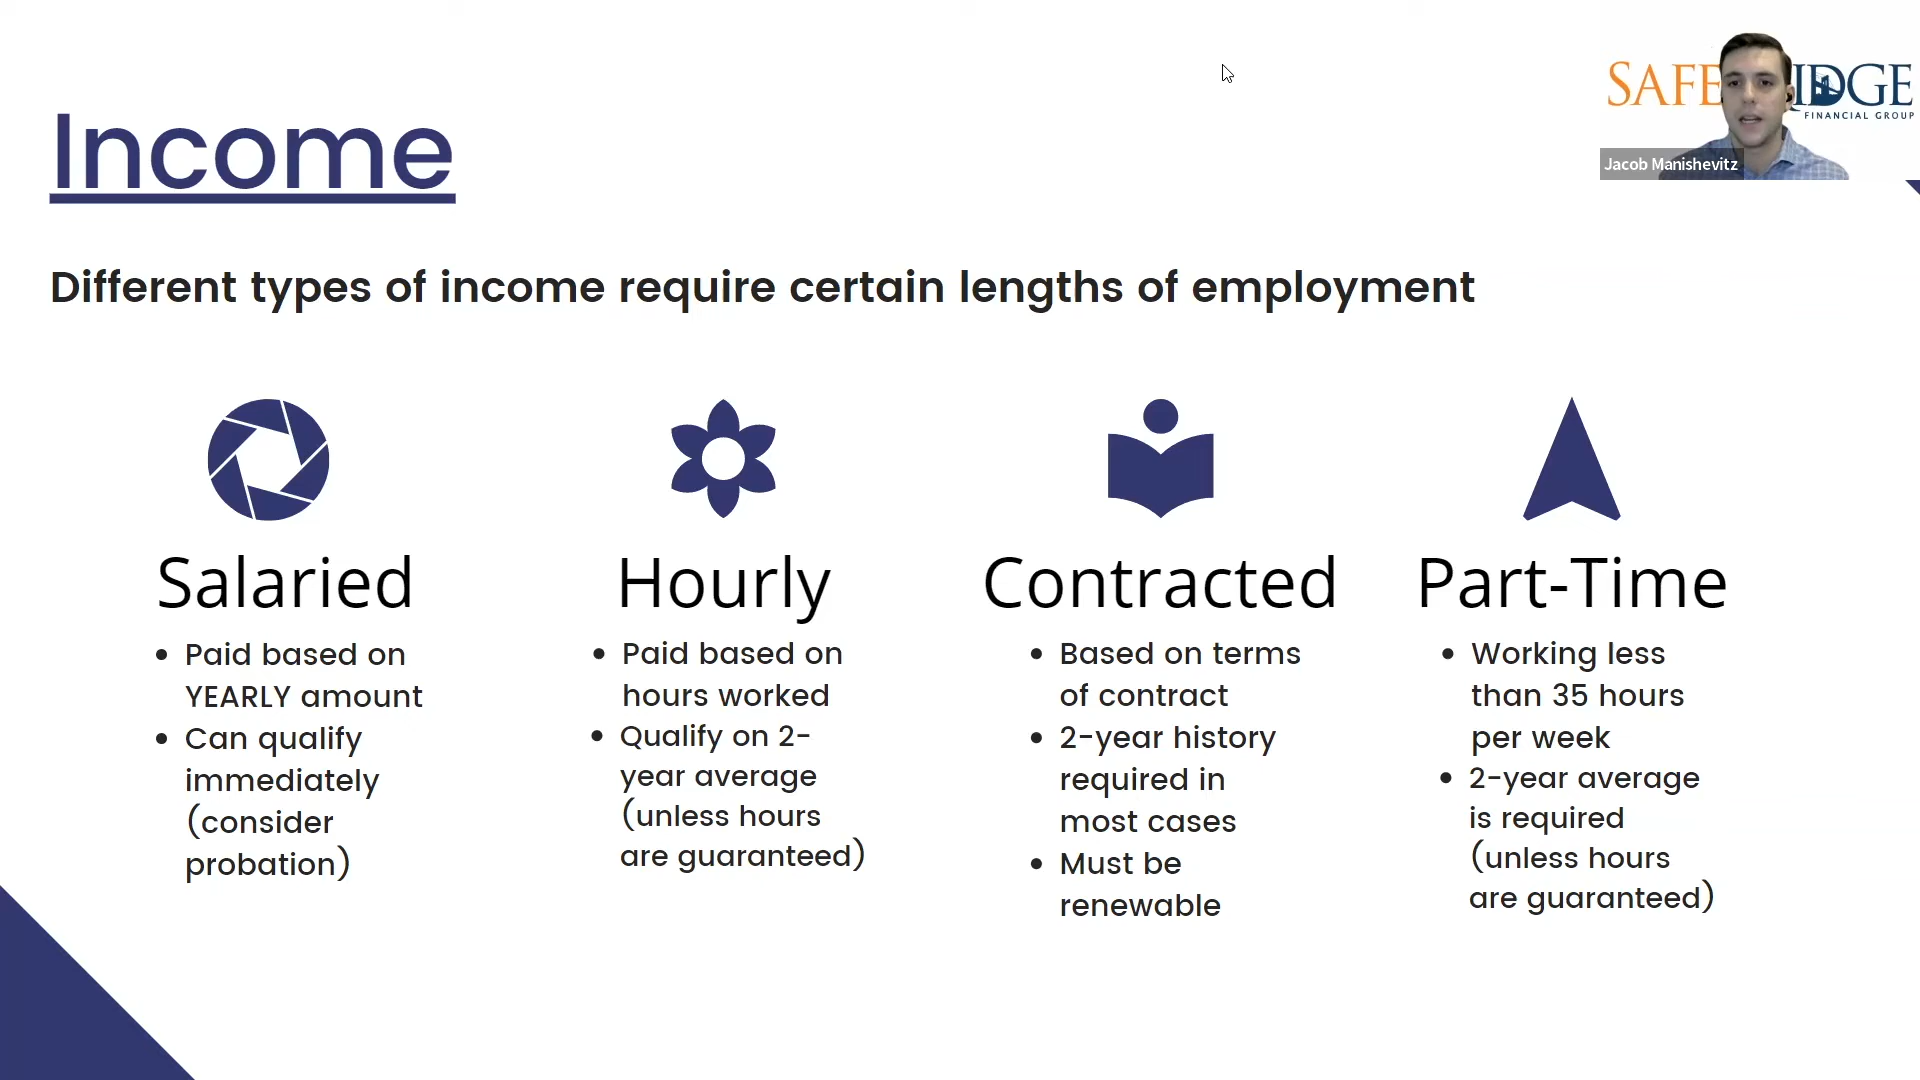 SAFE IDGE
FINANCIAL GROUP
Jacob Manishevitz
Income
Different types of income require certain lengths of employment
Salaried
• Paid based on
YEARLY amount
• Can qualify
immediately
(consider
probation)
Hourly
• Paid based on
hours worked
• Qualify on 2-
year average
(unless hours
are guaranteed)
Contracted
• Based on terms
of contract
• 2-year history
required in
most cases
• Must be
renewable
Part-Time
• Working less
than 35 hours
per week
• 2-year average
is required
(unless hours
are guaranteed)